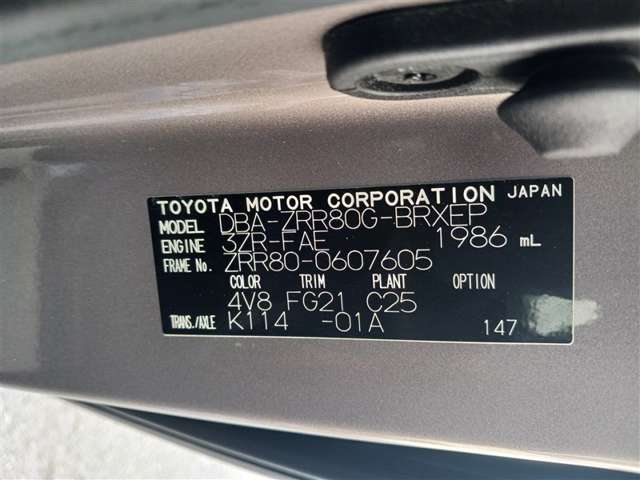 TOYOTA MOTOR CORPORATION JAPAN
MODEL DBA-ZRR80G-BRXEP
ENGINE 3ZR-FAE 1986 mL
FRAME No. ZRR80-0607605
COLOR TRIM PLANT OPTION
4V8 FG21 C25
TRANS./AXLE K114 -01A 147